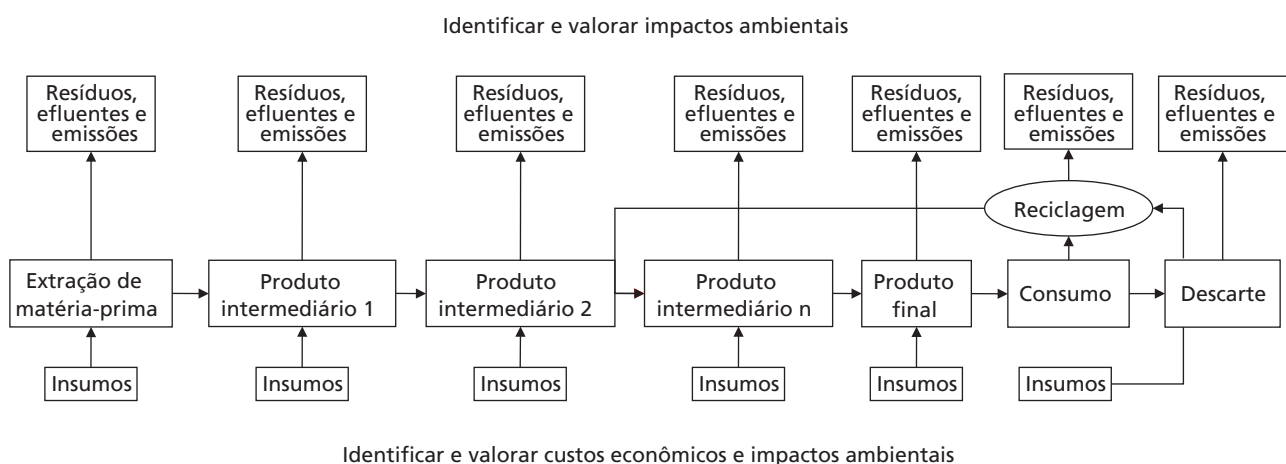 Identificar e valorar impactos ambientais
Resíduos,
efluentes e
emissões
Resíduos,
efluentes e
emissões
Resíduos,
efluentes e
emissões
Resíduos,
efluentes e
emissões
Resíduos,
efluentes e
emissões
Resíduos,
efluentes e
emissões
Resíduos,
efluentes e
emissões
Reciclagem
Extração de
matéria-prima
Produto
intermediário 1
Produto
intermediário 2
Produto
intermediário n
Produto
final
Consumo
Descarte
Insumos
Insumos
Insumos
Insumos
Insumos
Insumos
Identificar e valorar custos econômicos e impactos ambientais